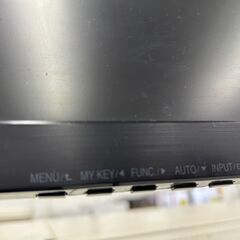 MENU/ MY KEY/◄ FUNC./► AUTO/▼ INPUT/